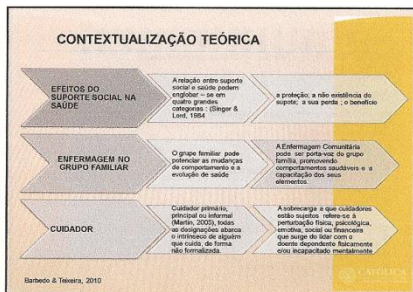 CONTEXTUALIZAÇÃO TEÓRICA
EFEITOS DO
SUPORTE SOCIAL NA
SAÚDE
A relação entre suporte
social e saúde podem
englobar – se em
quatro grandes
categorias : (Singer &
Lord, 1984
a proteção; a não existência do
supote; a sua perda ; o benefício
ENFERMAGEM NO
GRUPO FAMILIAR
O grupo familiar pode
potenciar as mudanças
de comportamento e a
evolução de saúde
A Enfermagem Comunitária
pode ser porta-voz do grupo
família, promovendo
comportamentos saudáveis e a
capacitação dos seus
elementos.
CUIDADOR
Cuidador primário,
principal ou informal
(Martin, 2005), todas
as designações abarca
o intrínseco de alguém
que cuida, de forma
não formalizada.
A sobrecarga a que cuidadores
estão sujeitos refere-se à
perturbação física, psicológica,
emotiva, social ou financeira
que surge do lidar com o
doente dependente fisicamente
e/ou incapacitado mentalmente
Barbedo & Teixeira, 2010
CATÓLICA